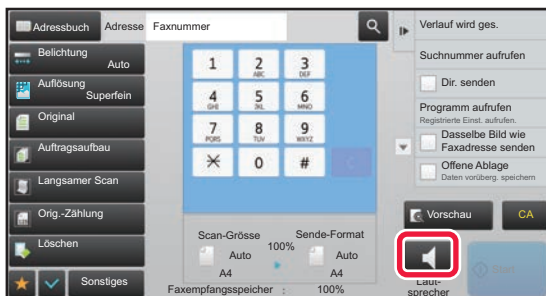 Adressbuch
Adresse
Faxnummer
Verlauf wird ges.
Belichtung
Auto
Suchnummer aufrufen
Auflösung
Superfein
Dir. senden
Original
Programm aufrufen
Registrierte Einst. aufrufen.
Auftragsaufbau
Dasselbe Bild wie
Faxadresse senden
Langsamer Scan
Offene Ablage
Daten vorüberg. speichern
Orig.-Zählung
Löschen
Sonstiges
1
2
ABC
3
DEF
4
GHI
5
JKL
6
MNO
7
PQRS
8
TUV
9
WXYZ
0
#
C
Vorschau
CA
Scan-Grösse
100%
Sende-Format
Auto
A4
Auto
A4
Faxempfangsspeicher : 100%
Laut-
sprecher
Start